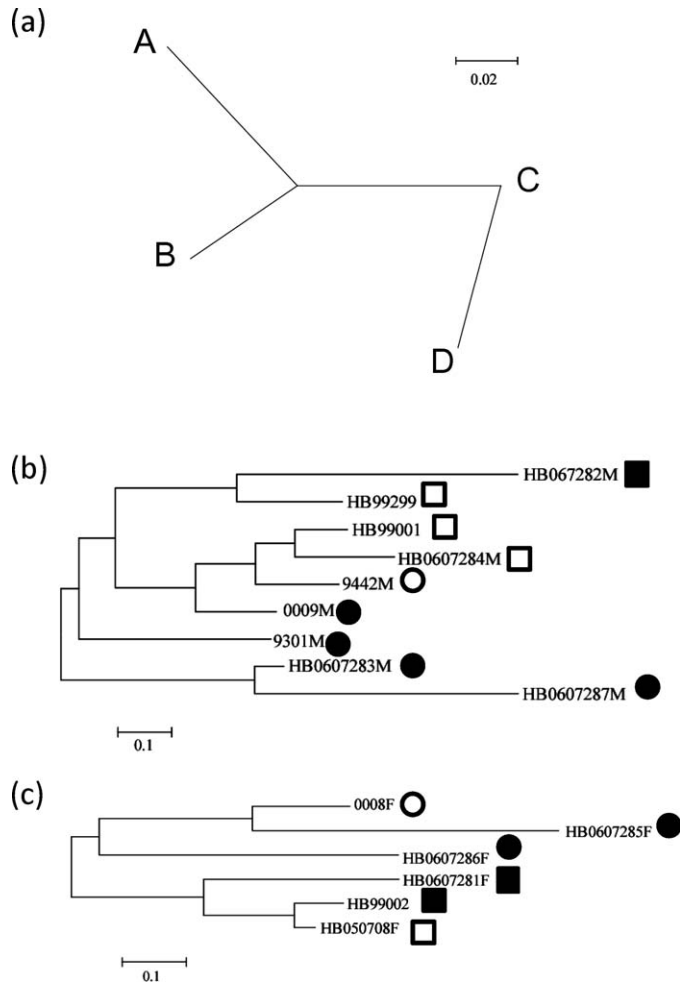 (a)
A
0.02
C
B
D
(b)
HB067282M
HB99299
HB99001
HB0607284M
9442M
0009M
9301M
HB0607283M
HB0607287M
0.1
(c)
0008F
HB0607285F
HB0607286F
HB0607281F
HB99002
HB050708F
0.1